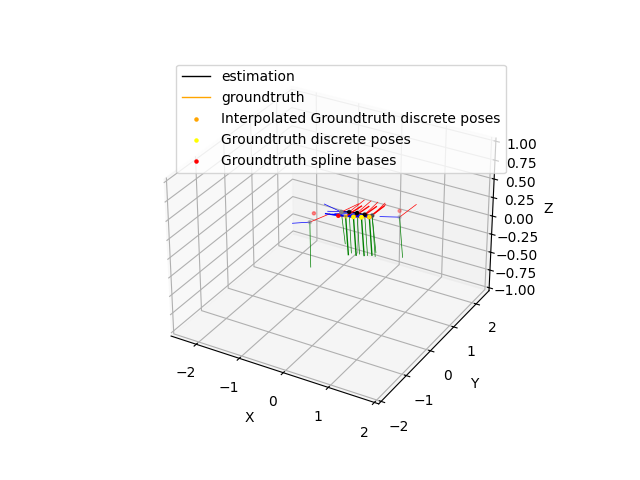 estimation
groundtruth
Interpolated Groundtruth discrete poses
Groundtruth discrete poses
Groundtruth spline bases
1.00
0.75
0.50
0.25
0.00
−0.25
−0.50
−0.75
−1.00
Z
−2
−1
0
1
2
X
−2
−1
0
1
2
Y